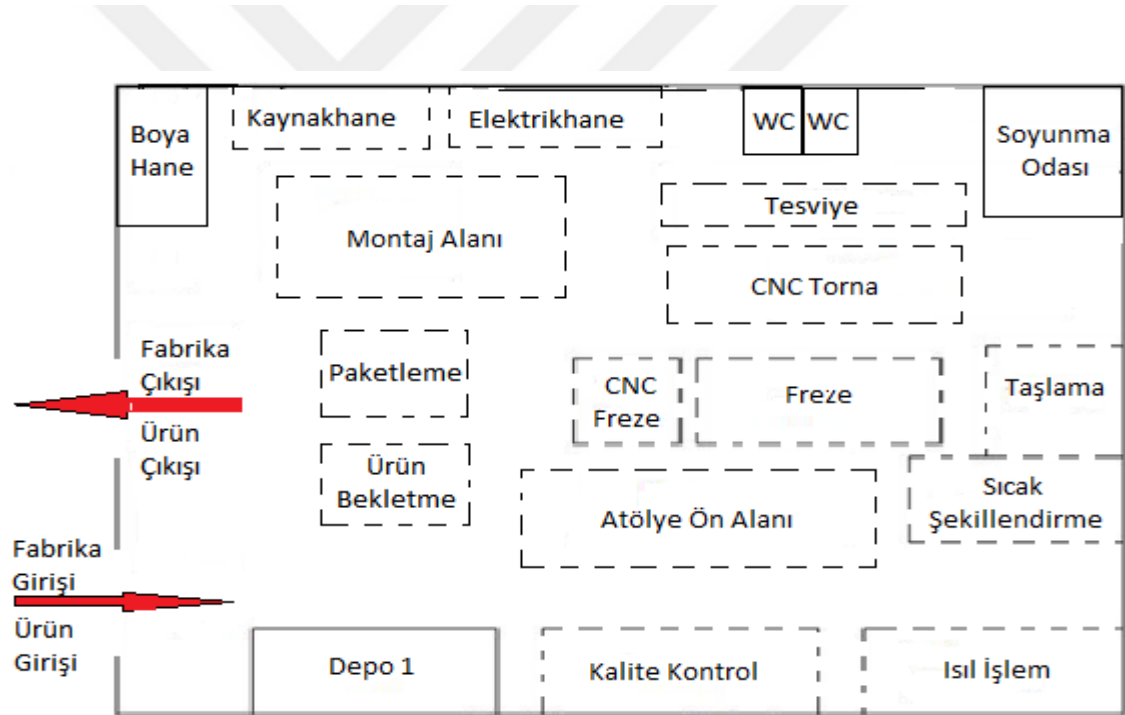 Boya
Hane
Kaynakhane
Elektrikhane
WC
WC
Soyunma
Odası
Tesviye
Montaj Alanı
CNC Torna
Fabrika
Çıkışı
Ürün
Çıkışı
Paketleme
CNC
Freze
Freze
Taşlama
Ürün
Bekletme
Atölye Ön Alanı
Sıcak
Şekillendirme
Fabrika
Girişi
Ürün
Girişi
Depo 1
Kalite Kontrol
Isıl İşlem